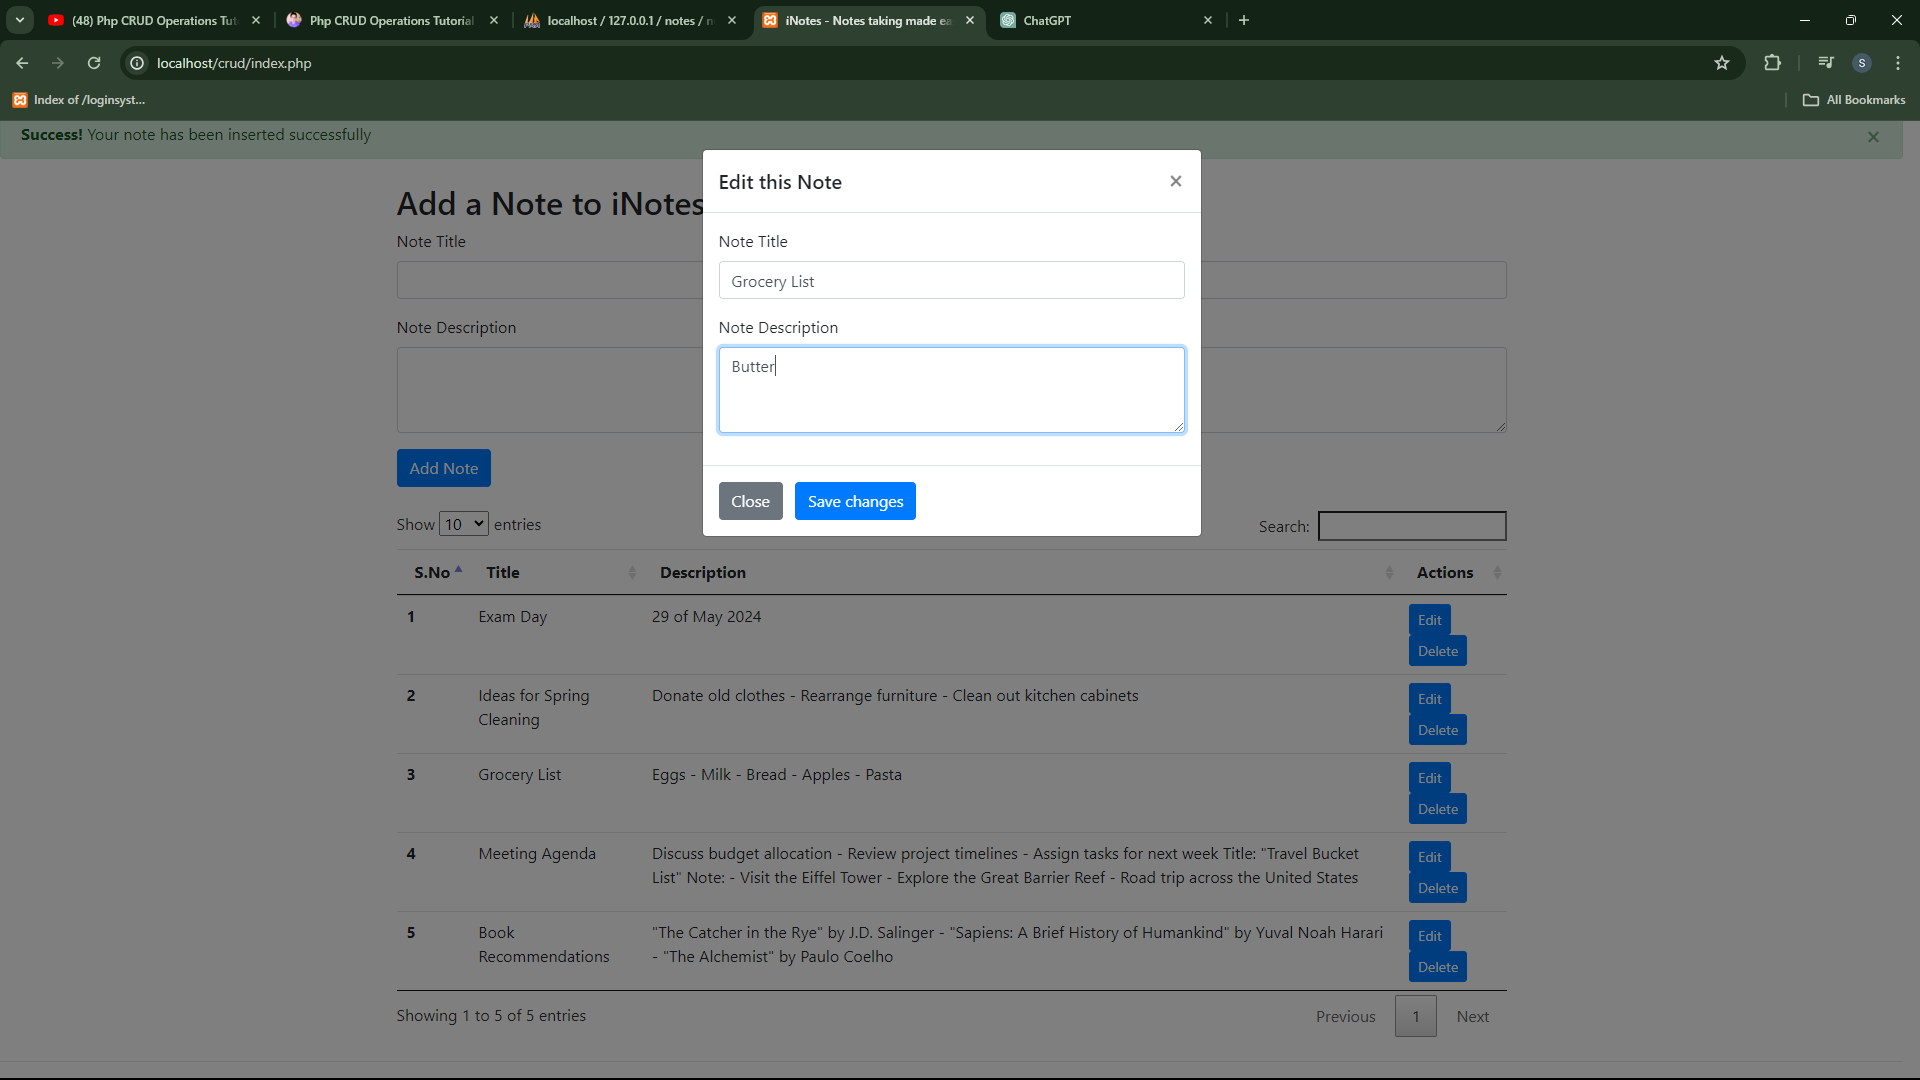 (48) Php CRUD Operations Tut
Php CRUD Operations Tutorial
localhost / 127.0.0.1 / notes / n
iNotes - Notes taking made ea
ChatGPT
localhost/crud/index.php
S
Index of /loginsyst...
All Bookmarks
Success! Your note has been inserted successfully
Edit this Note
Add a Note to iNotes
Note Title
Note Title
Grocery List
Note Description
Note Description
Butter
Add Note
Close
Save changes
Show 10 entries
Search:
S.No Title Description Actions
1 Exam Day 29 of May 2024 Edit
Delete
2 Ideas for Spring Donate old clothes - Rearrange furniture - Clean out kitchen cabinets Edit
Cleaning Delete
3 Grocery List Eggs - Milk - Bread - Apples - Pasta Edit
Delete
4 Meeting Agenda Discuss budget allocation - Review project timelines - Assign tasks for next week Title: "Travel Bucket Edit
List" Note: - Visit the Eiffel Tower - Explore the Great Barrier Reef - Road trip across the United States Delete
5 Book "The Catcher in the Rye" by J.D. Salinger - "Sapiens: A Brief History of Humankind" by Yuval Noah Harari Edit
Recommendations - "The Alchemist" by Paulo Coelho Delete
Showing 1 to 5 of 5 entries
Previous 1 Next